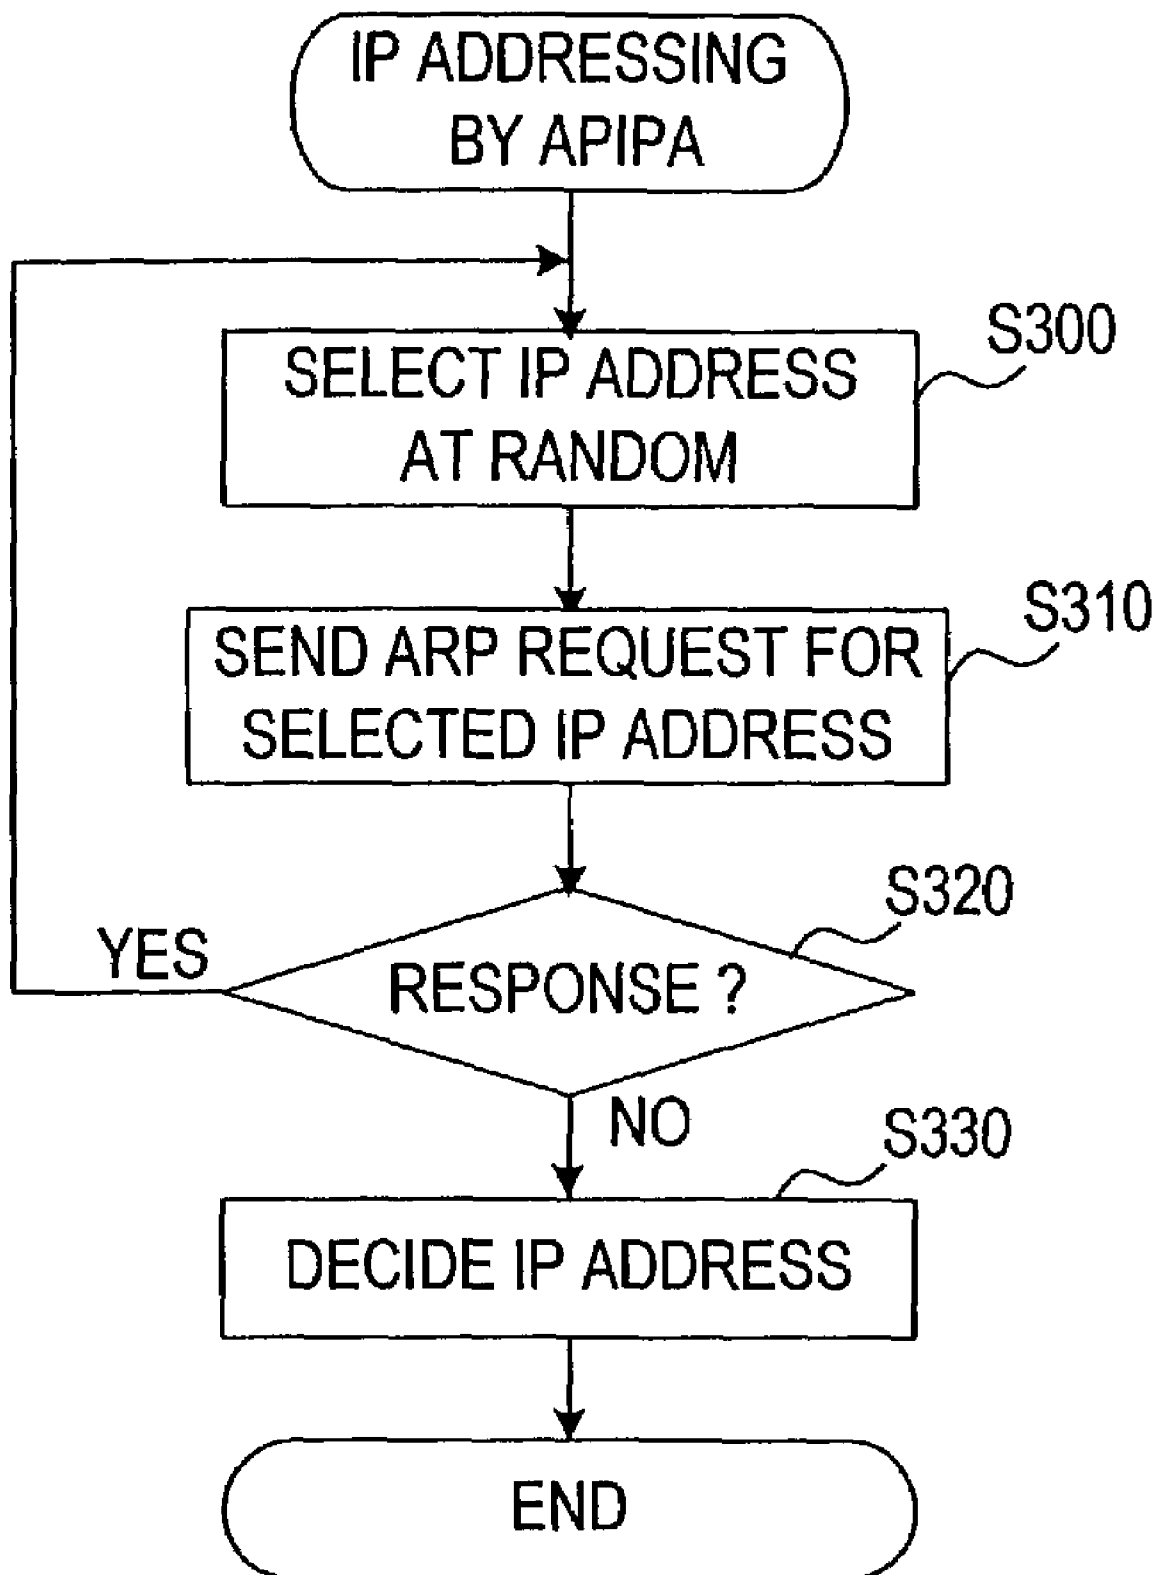 IP ADDRESSING
BY APIPA
S300
SELECT IP ADDRESS
AT RANDOM
S310
SEND ARP REQUEST FOR
SELECTED IP ADDRESS
S320
YES
RESPONSE ?
NO
S330
DECIDE IP ADDRESS
END